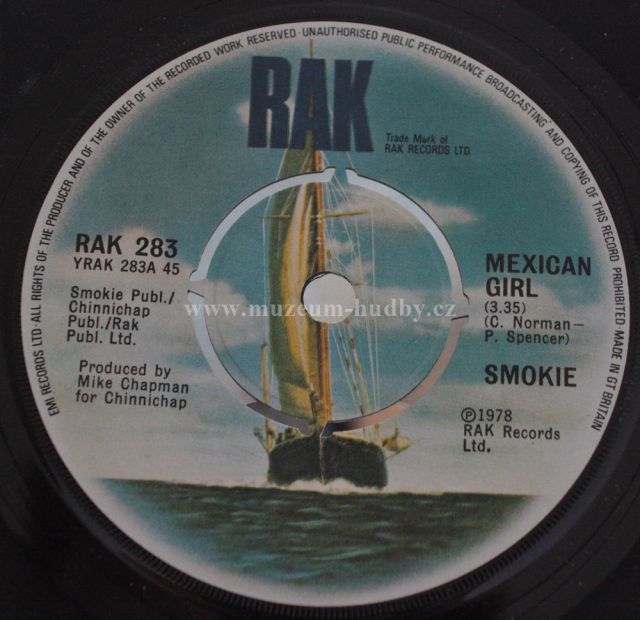 EMI RECORDS LTD·ALL RIGHTS OF THE PRODUCER AND OF THE OWNER OF THE RECORDED WORK RESERVED·UNAUTHORISED PUBLIC PERFORMANCE BROADCASTING AND COPYING OF THIS RECORD PROHIBITED·MADE IN GT BRITAIN
RAK
Trade Mark of
RAK RECORDS LTD.
RAK 283
YRAK 283A 45
Smokie Publ./
Chinnichap
Publ./Rak
Publ. Ltd.
Produced by
Mike Chapman
for Chinnichap
MEXICAN
GIRL
(3.35)
(C. Norman—
P. Spencer)
SMOKIE
℗1978
RAK Records
Ltd.
www.muzeum-hudby.cz